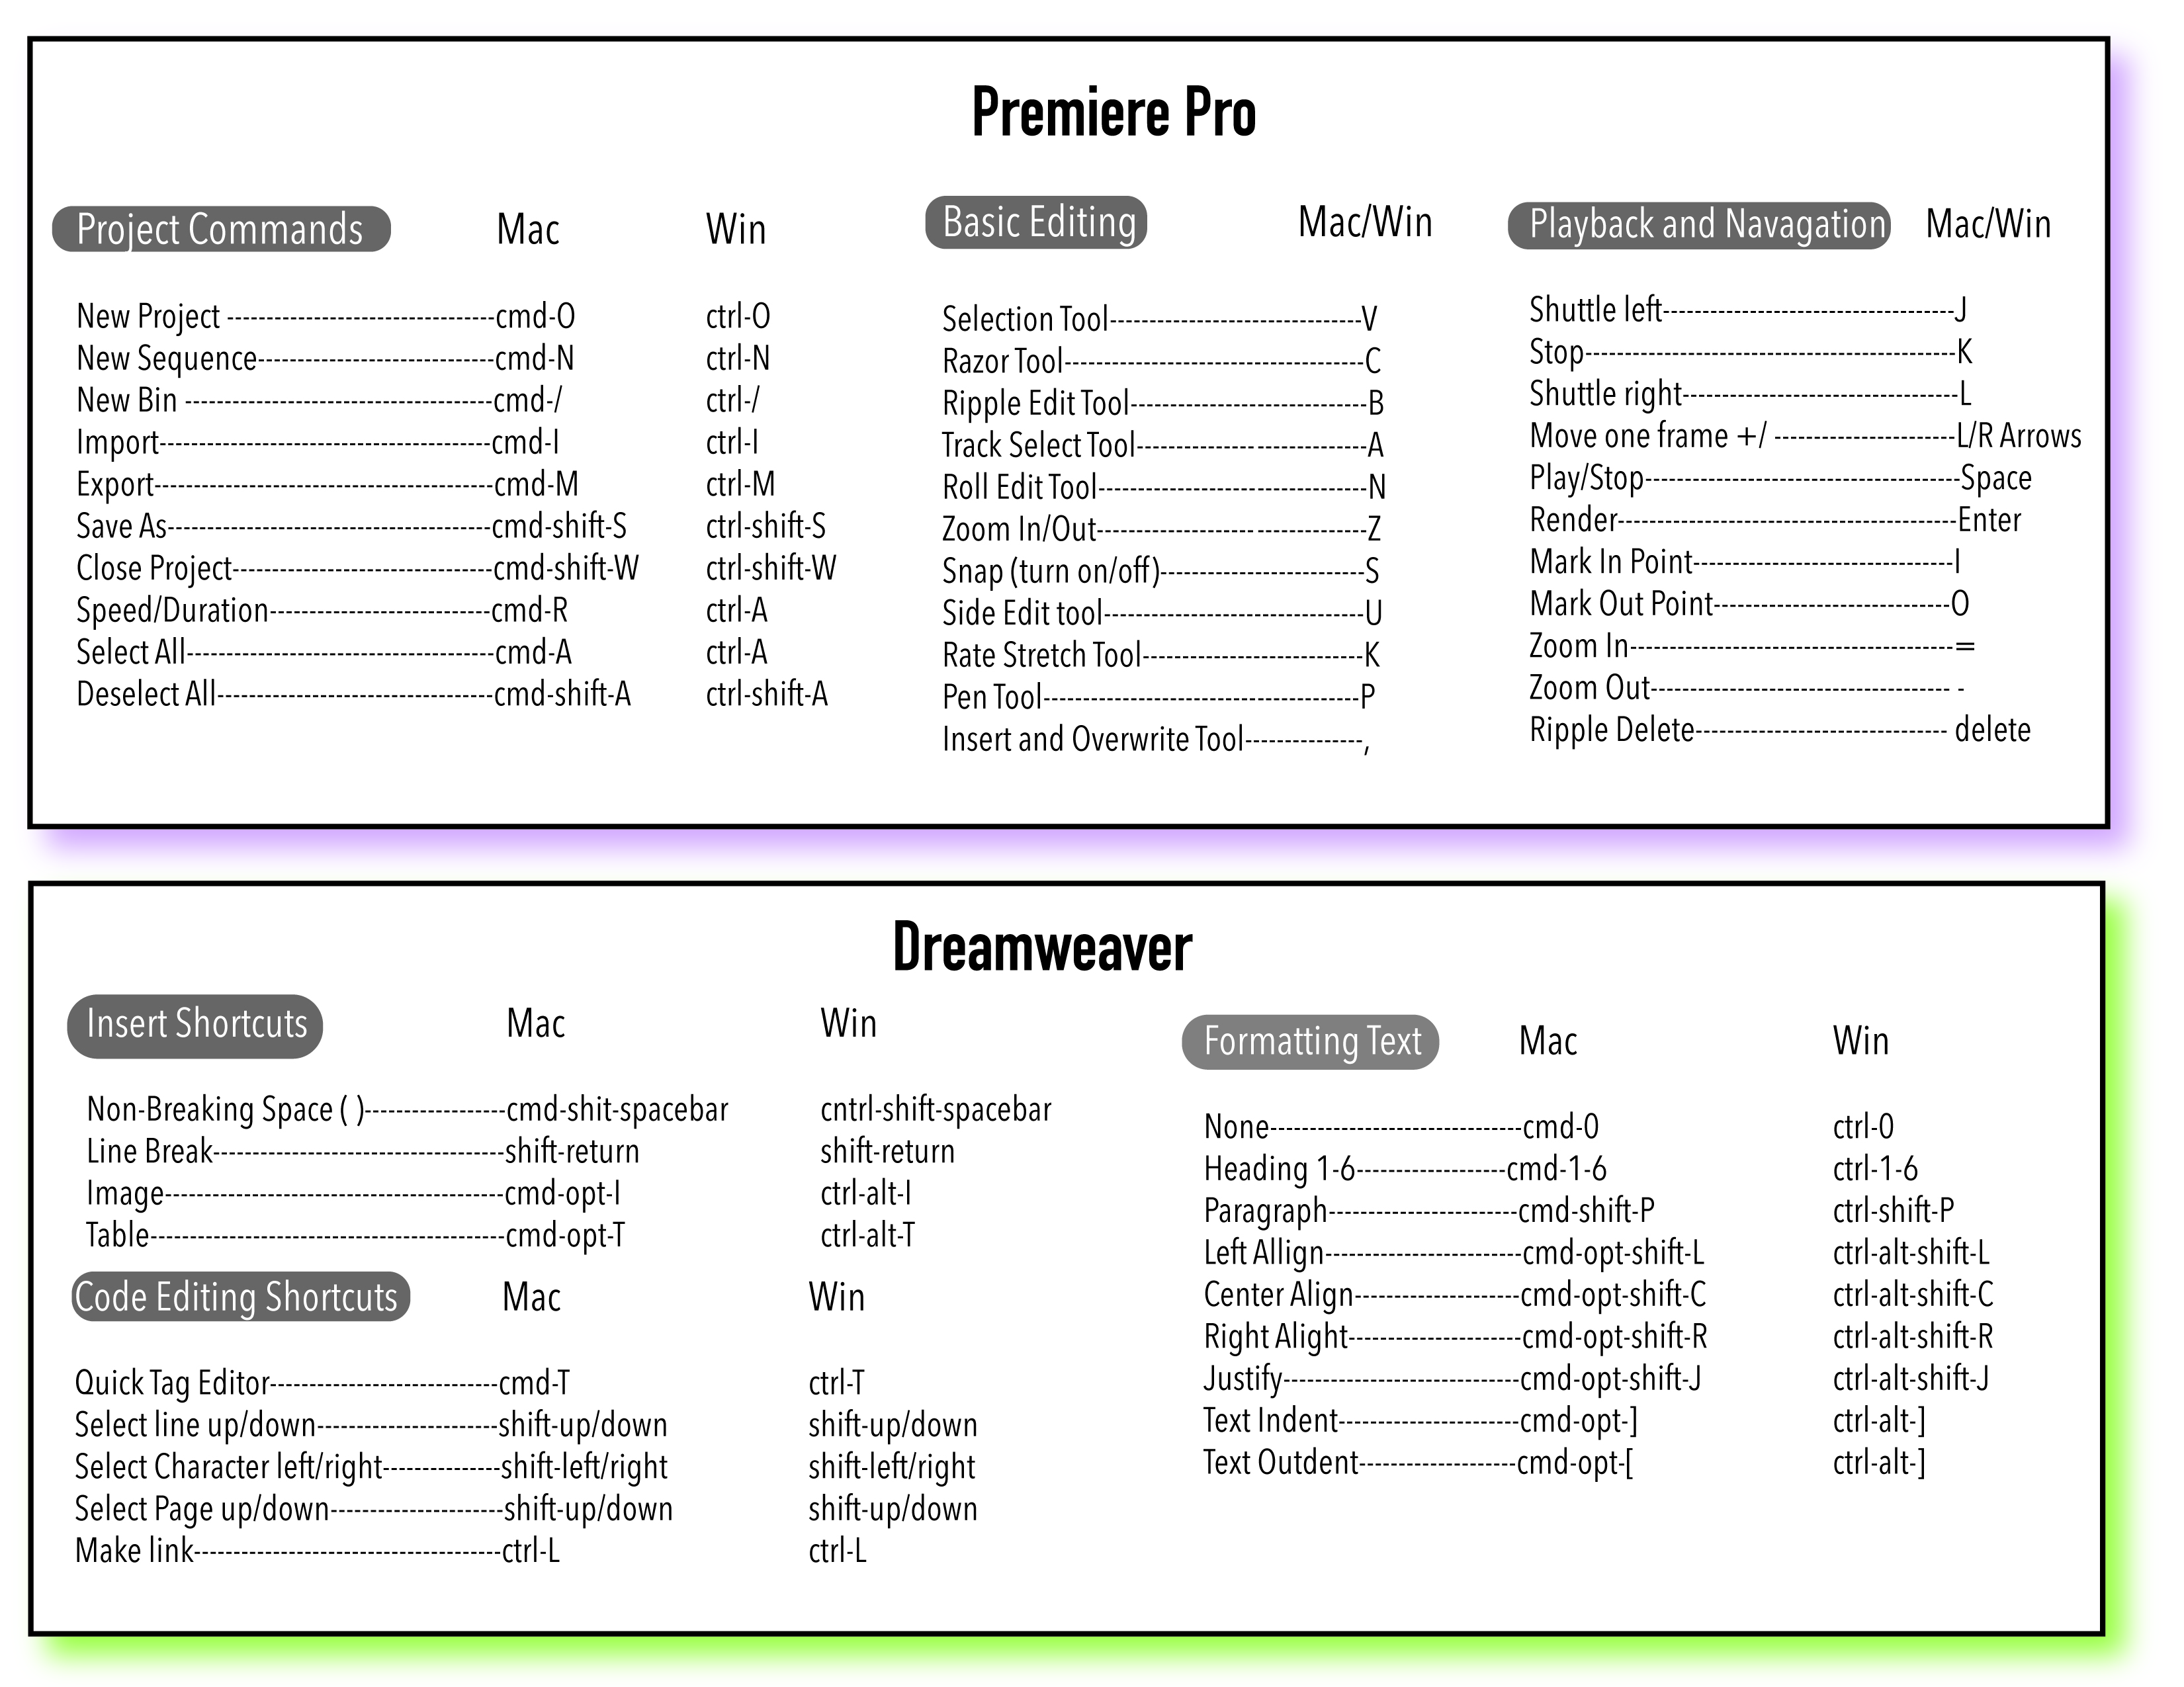 Premiere Pro
Project Commands Mac Win
New Project ----------------------------------cmd-O ctrl-O
New Sequence------------------------------cmd-N ctrl-N
New Bin ---------------------------------------cmd-/ ctrl-/
Import------------------------------------------cmd-I ctrl-I
Export-------------------------------------------cmd-M ctrl-M
Save As-----------------------------------------cmd-shift-S ctrl-shift-S
Close Project---------------------------------cmd-shift-W ctrl-shift-W
Speed/Duration----------------------------cmd-R ctrl-A
Select All---------------------------------------cmd-A ctrl-A
Deselect All-----------------------------------cmd-shift-A ctrl-shift-A
Basic Editing Mac/Win
Selection Tool--------------------------------V
Razor Tool--------------------------------------C
Ripple Edit Tool------------------------------B
Track Select Tool-----------------------------A
Roll Edit Tool----------------------------------N
Zoom In/Out----------------------------------Z
Snap (turn on/off)--------------------------S
Side Edit tool---------------------------------U
Rate Stretch Tool----------------------------K
Pen Tool----------------------------------------P
Insert and Overwrite Tool---------------,
Playback and Navagation Mac/Win
Shuttle left-------------------------------------J
Stop-----------------------------------------------K
Shuttle right-----------------------------------L
Move one frame +/ -----------------------L/R Arrows
Play/Stop----------------------------------------Space
Render-------------------------------------------Enter
Mark In Point---------------------------------I
Mark Out Point------------------------------O
Zoom In-----------------------------------------=
Zoom Out-------------------------------------- -
Ripple Delete-------------------------------- delete
Dreamweaver
Insert Shortcuts Mac Win
Non-Breaking Space ( )------------------cmd-shit-spacebar cntrl-shift-spacebar
Line Break-------------------------------------shift-return shift-return
Image-------------------------------------------cmd-opt-I ctrl-alt-I
Table---------------------------------------------cmd-opt-T ctrl-alt-T
Code Editing Shortcuts Mac Win
Quick Tag Editor-----------------------------cmd-T ctrl-T
Select line up/down-----------------------shift-up/down shift-up/down
Select Character left/right---------------shift-left/right shift-left/right
Select Page up/down----------------------shift-up/down shift-up/down
Make link---------------------------------------ctrl-L ctrl-L
Formatting Text Mac Win
None--------------------------------cmd-0 ctrl-0
Heading 1-6-------------------cmd-1-6 ctrl-1-6
Paragraph------------------------cmd-shift-P ctrl-shift-P
Left Allign-------------------------cmd-opt-shift-L ctrl-alt-shift-L
Center Align---------------------cmd-opt-shift-C ctrl-alt-shift-C
Right Alight----------------------cmd-opt-shift-R ctrl-alt-shift-R
Justify------------------------------cmd-opt-shift-J ctrl-alt-shift-J
Text Indent-----------------------cmd-opt-] ctrl-alt-]
Text Outdent--------------------cmd-opt-[ ctrl-alt-]